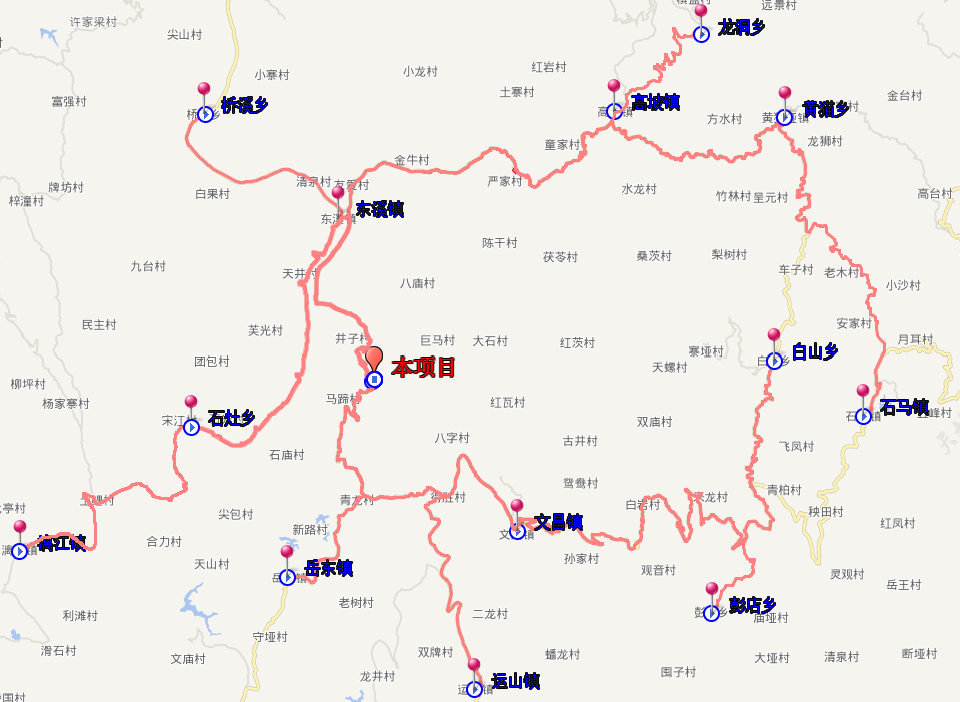 许家梁村
尖山村
远景村
龙洞乡
小寨村
小龙村
红岩村
土寨村
富强村
桥溪乡
高坡镇
黄猫乡
金台村
方水村
龙狮村
童家村
金牛村
严家村
清泉村
友爱村
牌坊村
白果村
水龙村
竹林村
呈元村
高台村
梓潼村
东溪镇
陈干村
茯苓村
桑茨村
梨树村
九台村
天井村
八庙村
车子村
老木村
小沙村
民主村
芙光村
井子村
巨马村
大石村
红茨村
安家村
月耳村
寨垭村
白山乡
团包村
本项目
天螺村
柳坪村
杨家寨村
马蹄村
红瓦村
石马镇
五峰村
宋江村
石灶乡
双庙村
八字村
古井村
飞凤村
石庙村
鸳鸯村
青柏村
青龙村
得胜村
白岩村
来龙村
秧田村
尖包村
新路村
文昌镇
红凤村
合力村
孙家村
天山村
岳东镇
观音村
灵观村
岳王村
老树村
二龙村
彭店乡
庙垭村
利滩村
守垭村
滑石村
文庙村
双牌村
蟠龙村
大垭村
清泉村
断垭村
龙井村
运山镇
囤子村